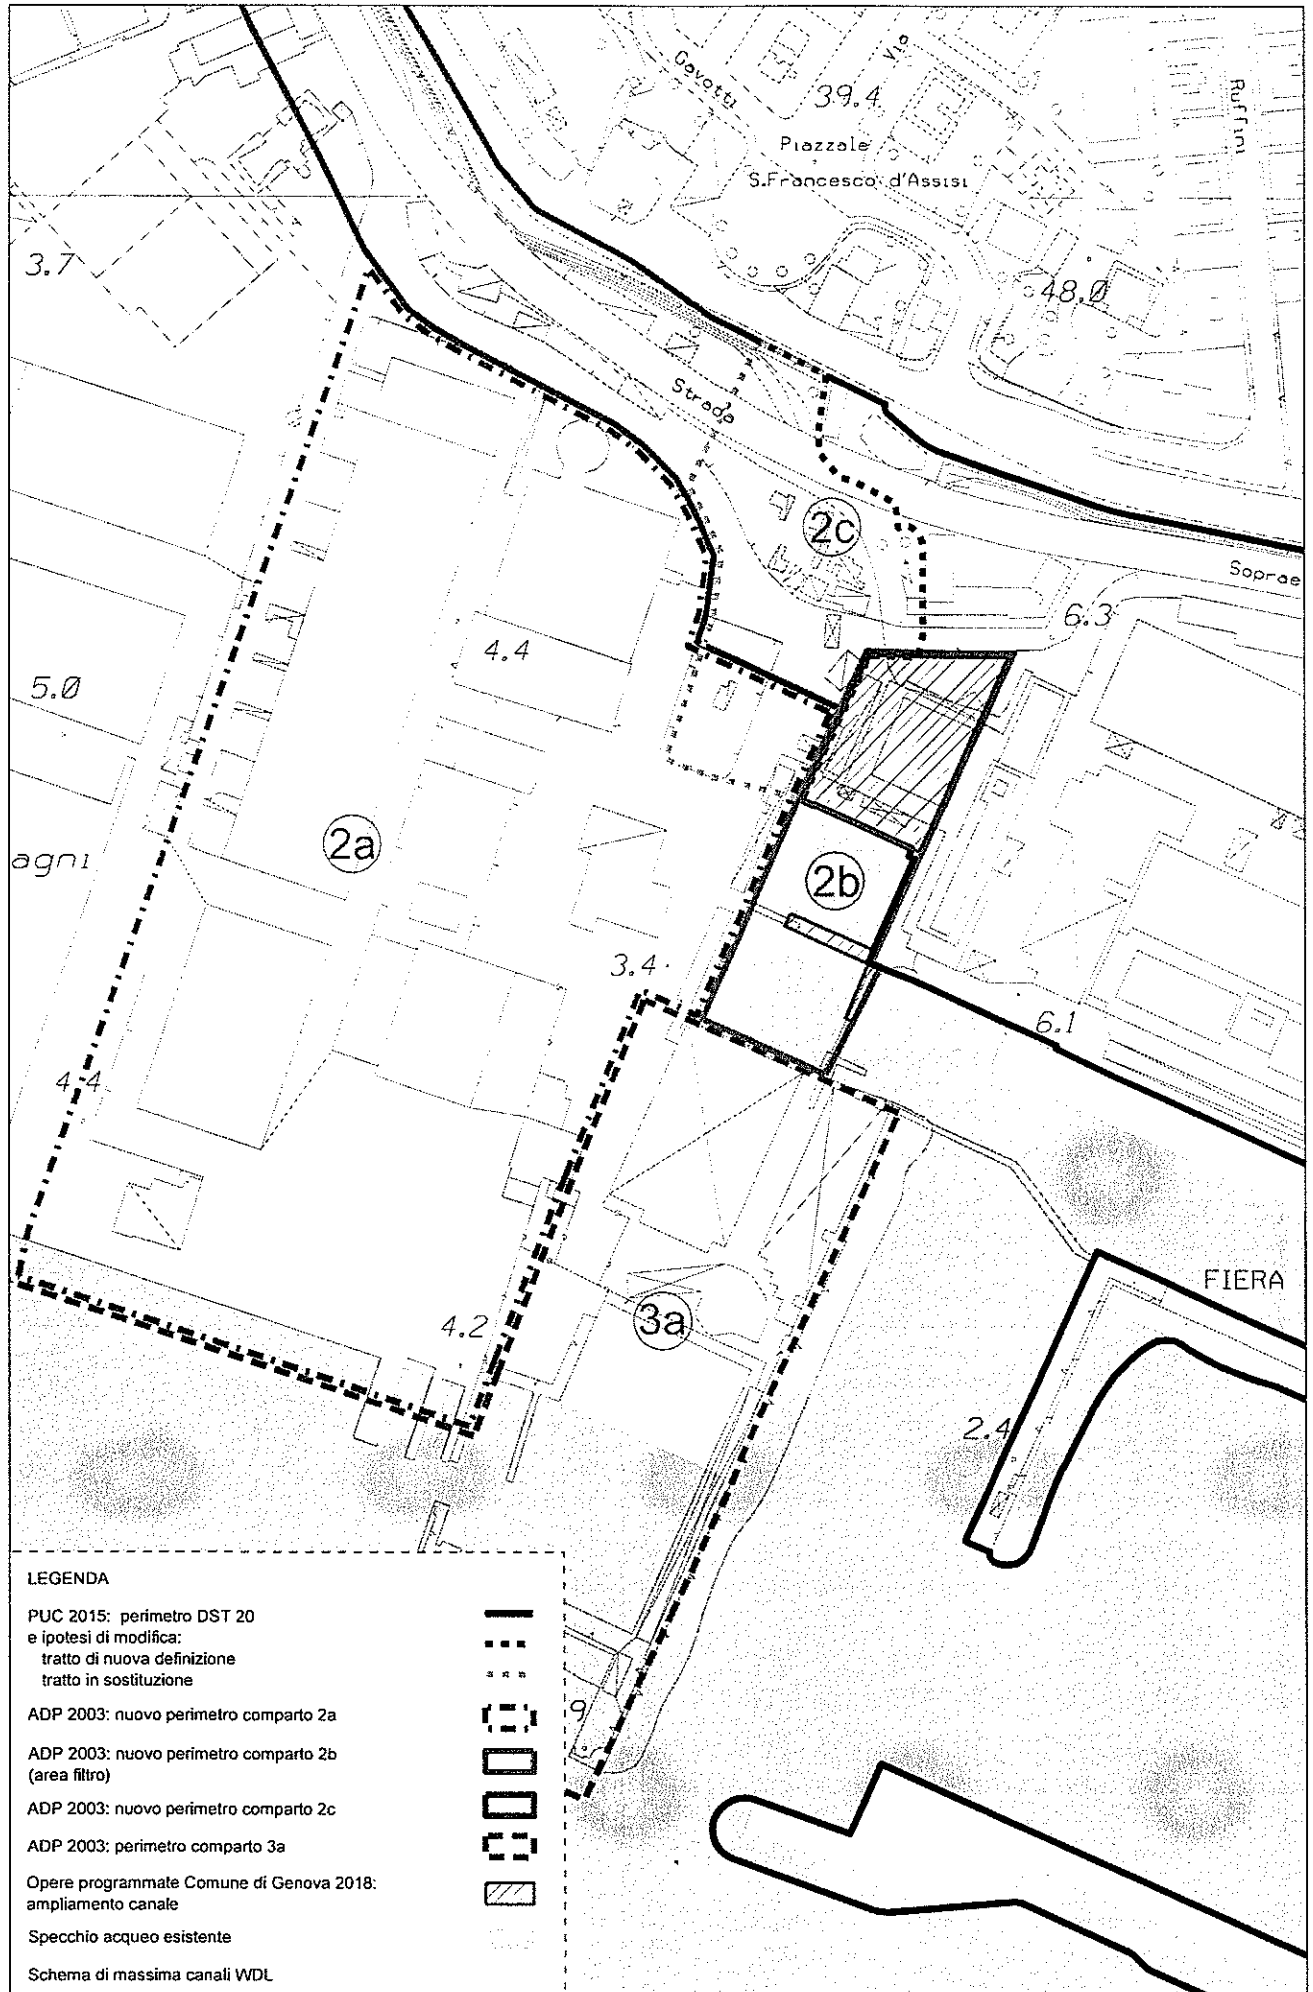 Gavotti
Via
39.4
Ruffini
Piazzale
S.Francesco d'Assisi
3.7
48.0
Strada
2c
Soprae
6.3
4.4
5.0
2a
agni
2b
3.4
6.1
4.4
FIERA
4.2
3a
2.4
LEGENDA
PUC 2015: perimetro DST 20
e ipotesi di modifica:
tratto di nuova definizione
tratto in sostituzione
9
ADP 2003: nuovo perimetro comparto 2a
ADP 2003: nuovo perimetro comparto 2b
(area filtro)
ADP 2003: nuovo perimetro comparto 2c
ADP 2003: perimetro comparto 3a
Opere programmate Comune di Genova 2018:
ampliamento canale
Specchio acqueo esistente
Schema di massima canali WDL